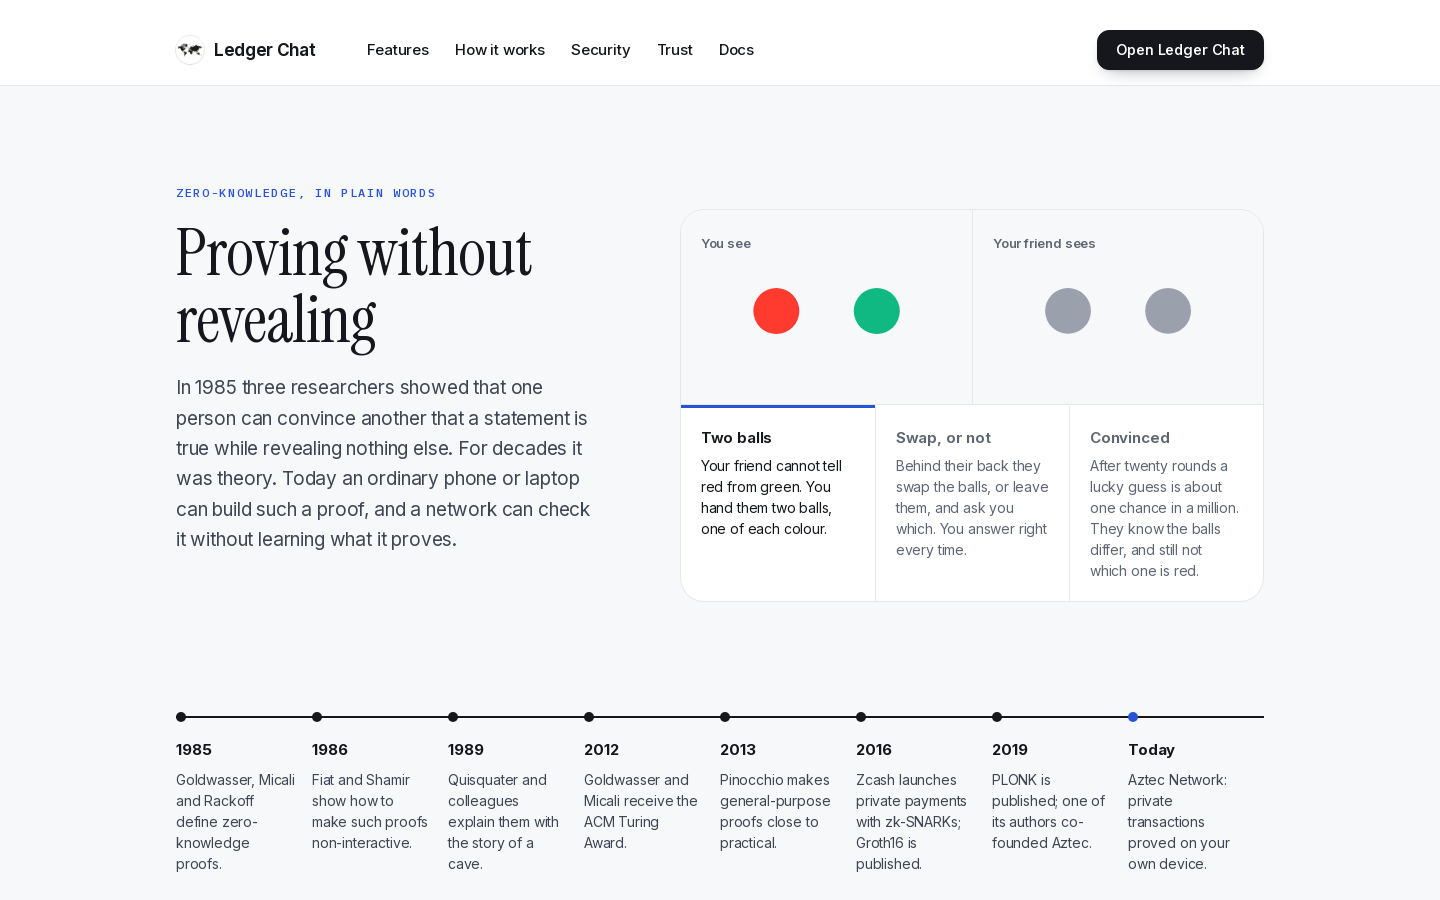 Ledger Chat
Features
How it works
Security
Trust
Docs
Open Ledger Chat
ZERO-KNOWLEDGE, IN PLAIN WORDS
Proving without
revealing
In 1985 three researchers showed that one
person can convince another that a statement is
true while revealing nothing else. For decades it
was theory. Today an ordinary phone or laptop
can build such a proof, and a network can check
it without learning what it proves.
You see
Your friend sees
Two balls
Your friend cannot tell
red from green. You
hand them two balls,
one of each colour.
Swap, or not
Behind their back they
swap the balls, or leave
them, and ask you
which. You answer right
every time.
Convinced
After twenty rounds a
lucky guess is about
one chance in a million.
They know the balls
differ, and still not
which one is red.
1985
Goldwasser, Micali
and Rackoff
define zero-
knowledge
proofs.
1986
Fiat and Shamir
show how to
make such proofs
non-interactive.
1989
Quisquater and
colleagues
explain them with
the story of a
cave.
2012
Goldwasser and
Micali receive the
ACM Turing
Award.
2013
Pinocchio makes
general-purpose
proofs close to
practical.
2016
Zcash launches
private payments
with zk-SNARKs;
Groth16 is
published.
2019
PLONK is
published; one of
its authors co-
founded Aztec.
Today
Aztec Network:
private
transactions
proved on your
own device.